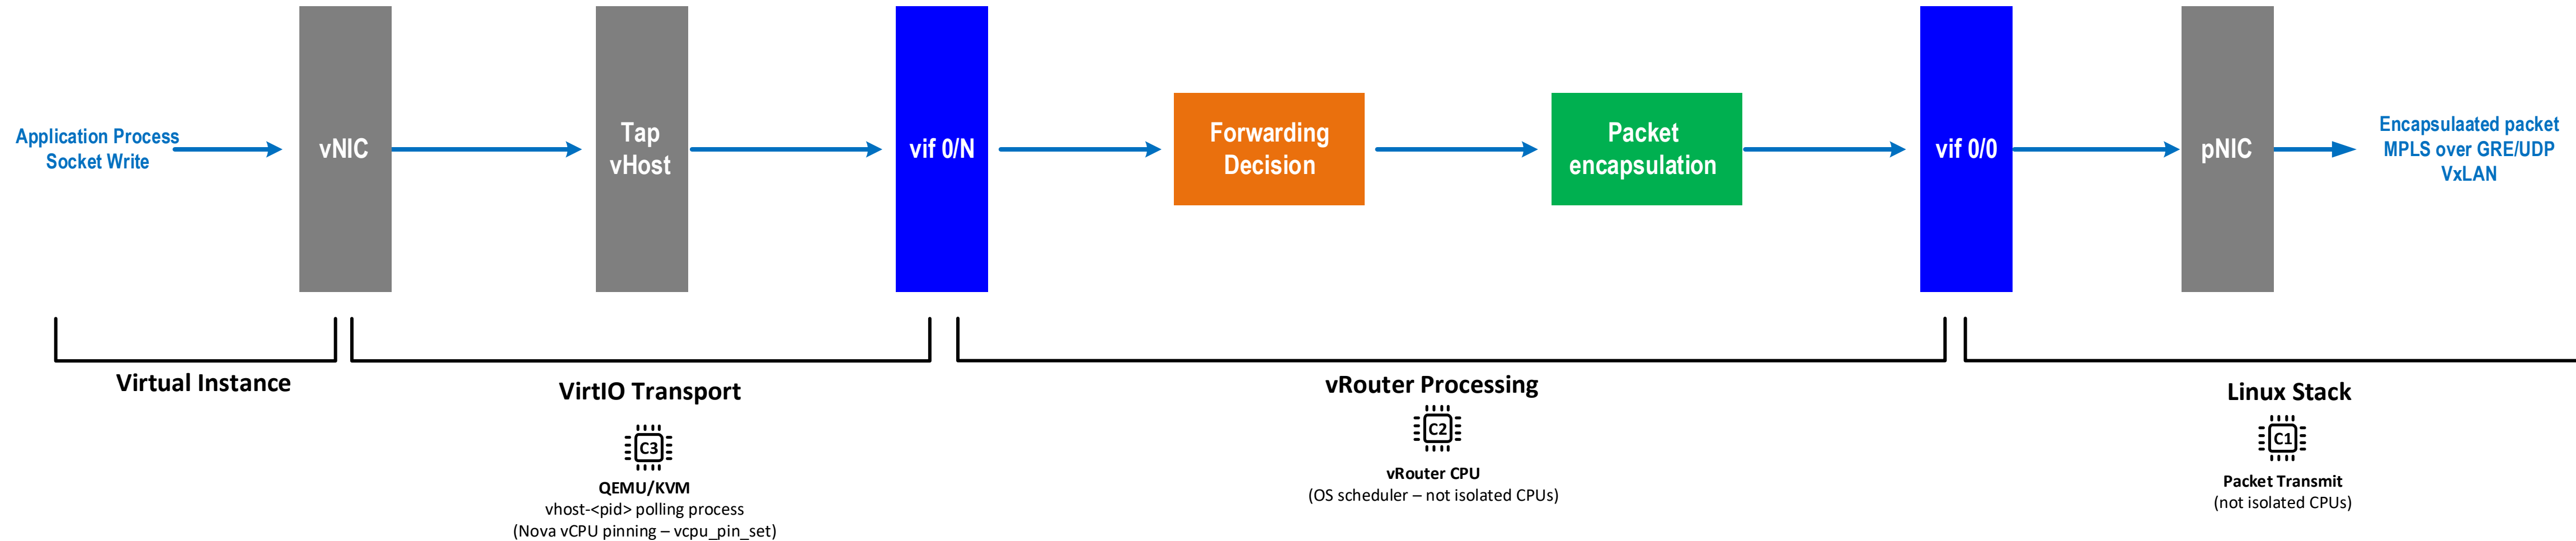 Application Process
Socket Write
vNIC
Tap
vHost
vif 0/N
Forwarding
Decision
Packet
encapsulation
vif 0/0
pNIC
Encapsulaated packet
MPLS over GRE/UDP
VxLAN
Virtual Instance
VirtIO Transport
C3
QEMU/KVM
vhost-<pid> polling process
(Nova vCPU pinning – vcpu_pin_set)
vRouter Processing
C2
vRouter CPU
(OS scheduler – not isolated CPUs)
Linux Stack
C1
Packet Transmit
(not isolated CPUs)